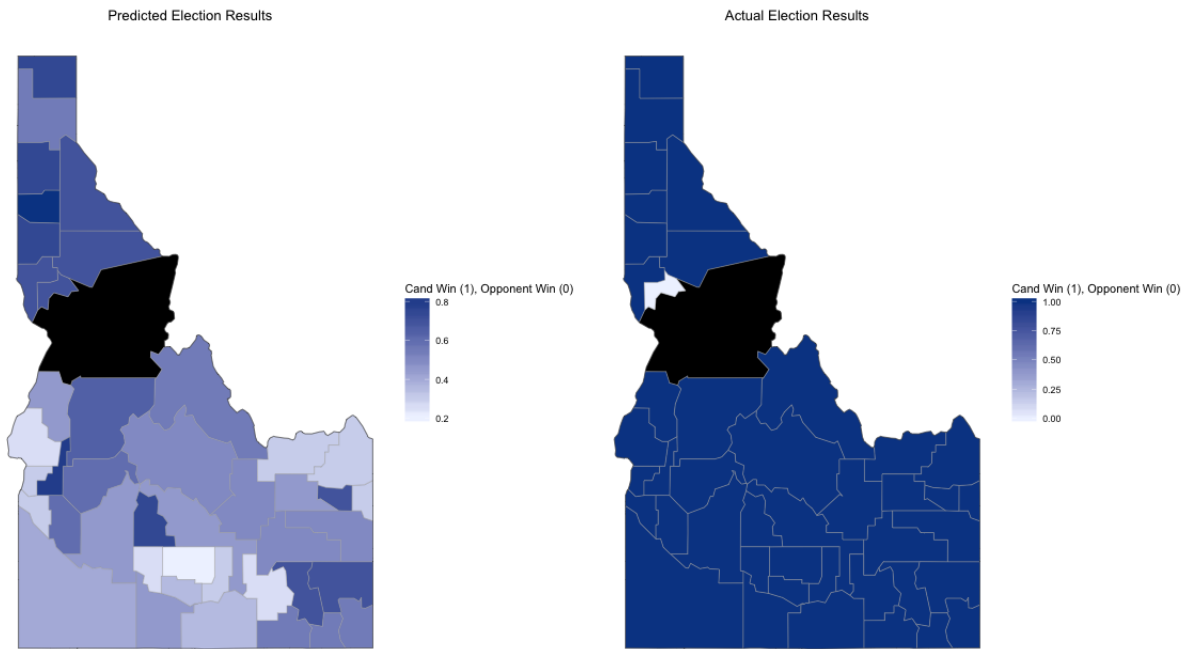 Predicted Election Results
Actual Election Results
Cand Win (1), Opponent Win (0)
0.8
0.6
0.4
0.2
Cand Win (1), Opponent Win (0)
1.00
0.75
0.50
0.25
0.00